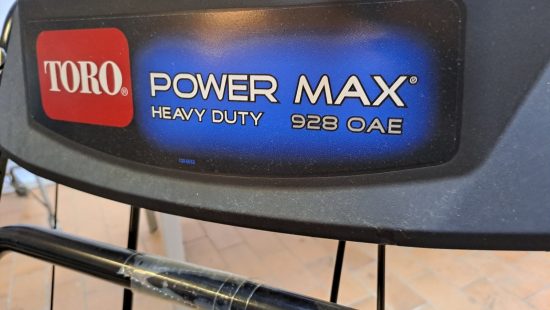 TORO®
POWER MAX®
HEAVY DUTY 928 OAE